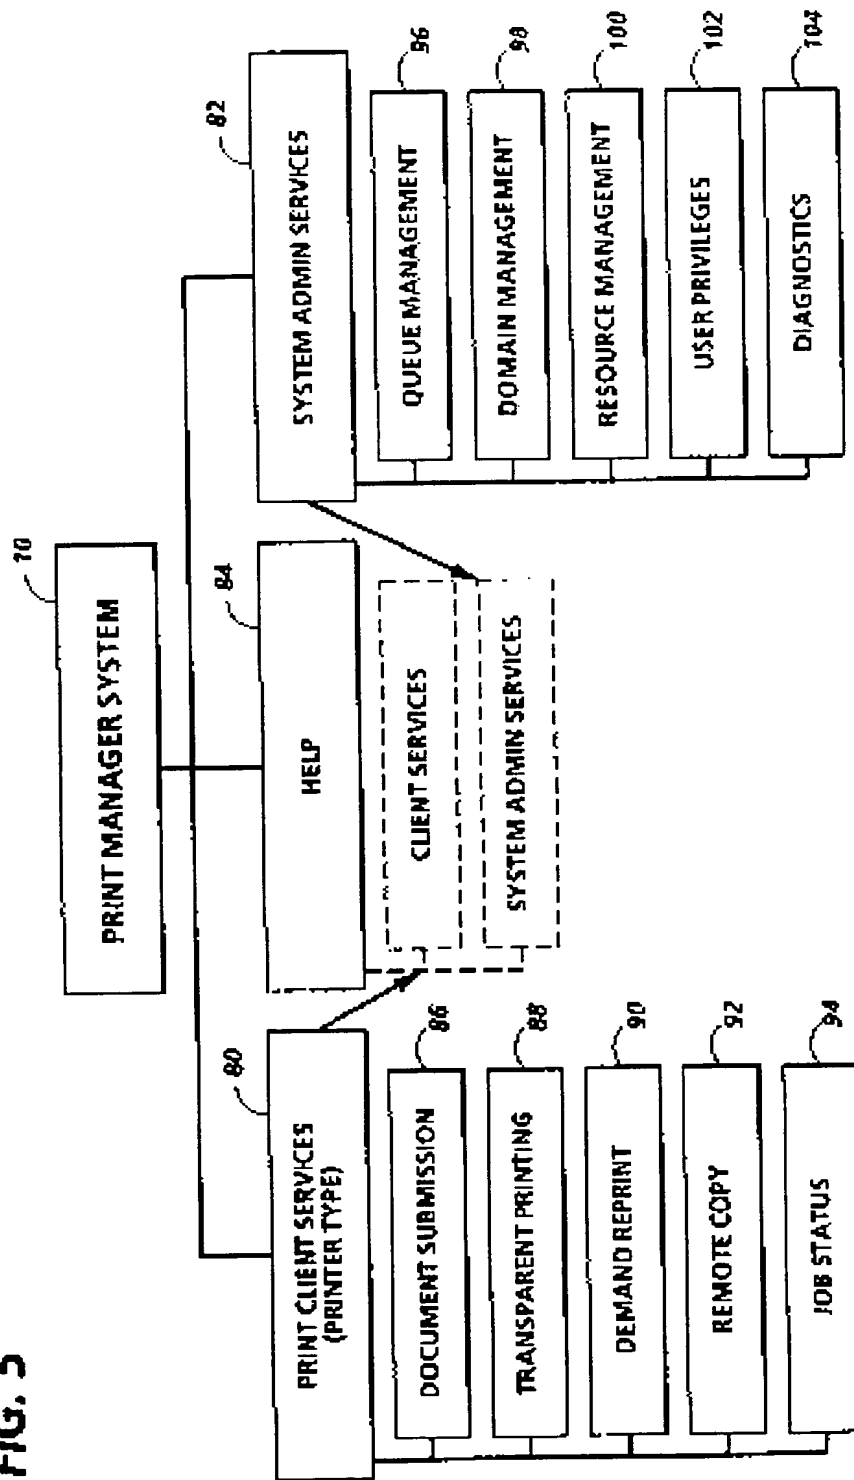 FIG. 5
70
PRINT MANAGER SYSTEM
80
PRINT CLIENT SERVICES
(PRINTER TYPE)
84
HELP
82
SYSTEM ADMIN SERVICES
86
DOCUMENT SUBMISSION
88
TRANSPARENT PRINTING
90
DEMAND REPRINT
92
REMOTE COPY
94
JOB STATUS
CLIENT SERVICES
SYSTEM ADMIN SERVICES
96
QUEUE MANAGEMENT
98
DOMAIN MANAGEMENT
100
RESOURCE MANAGEMENT
102
USER PRIVILEGES
104
DIAGNOSTICS